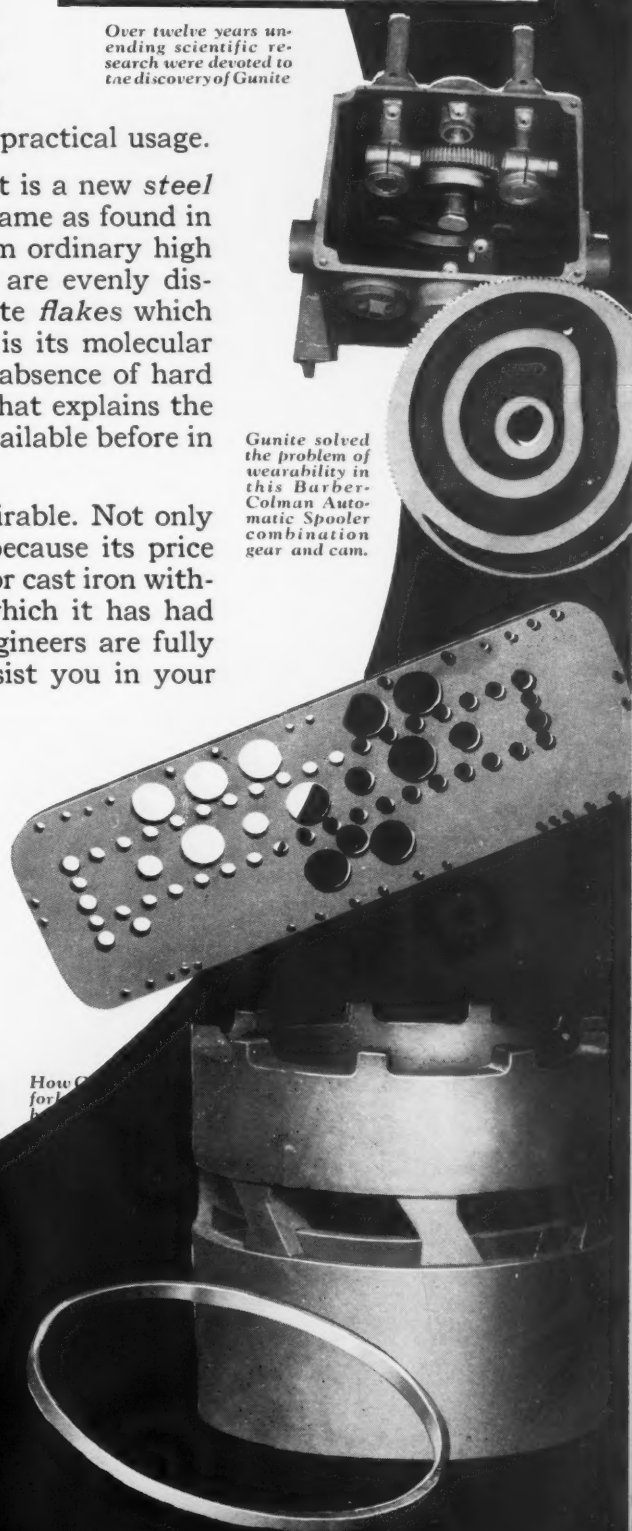 Over twelve years un-
ending scientific re-
search were devoted to
the discovery of Gunite
practical usage.
t is a new steel
ame as found in
m ordinary high
are evenly dis-
te flakes which
is its molecular
absence of hard
hat explains the
ailable before in
Gunite solved
the problem of
wearability in
this Barber-
Colman Auto-
matic Spooler
combination
gear and cam.
irable. Not only
because its price
or cast iron with-
which it has had
gineers are fully
sist you in your
How
for